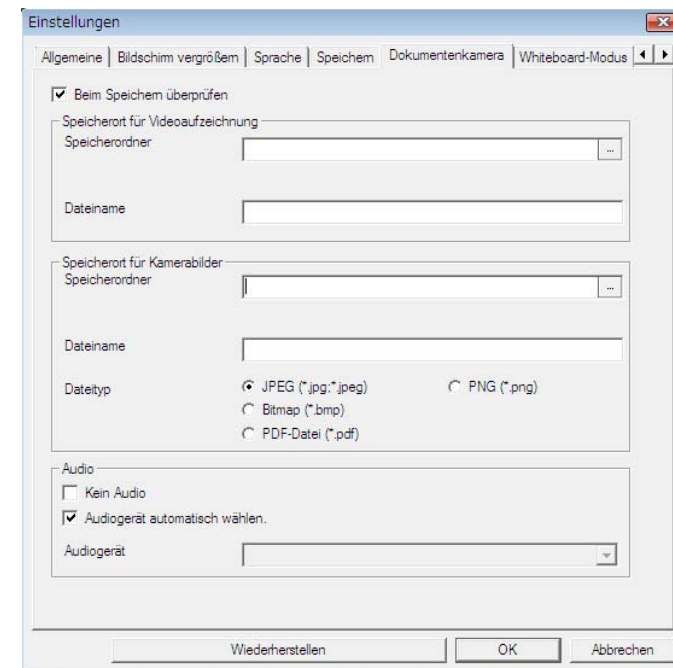 Einstellungen
Allgemeine Bildschirm vergrößern Sprache Speichern Dokumentenkamera Whiteboard-Modus
Beim Speichern überprüfen
Speicherort für Videoaufzeichnung
Speicherordner ...
Dateiname
Speicherort für Kamerabilder
Speicherordner ...
Dateiname
Dateityp JPEG (*.jpg;*.jpeg) PNG (*.png)
Bitmap (*.bmp)
PDF-Datei (*.pdf)
Audio
Kein Audio
Audiogerät automatisch wählen.
Audiogerät
Wiederherstellen OK Abbrechen